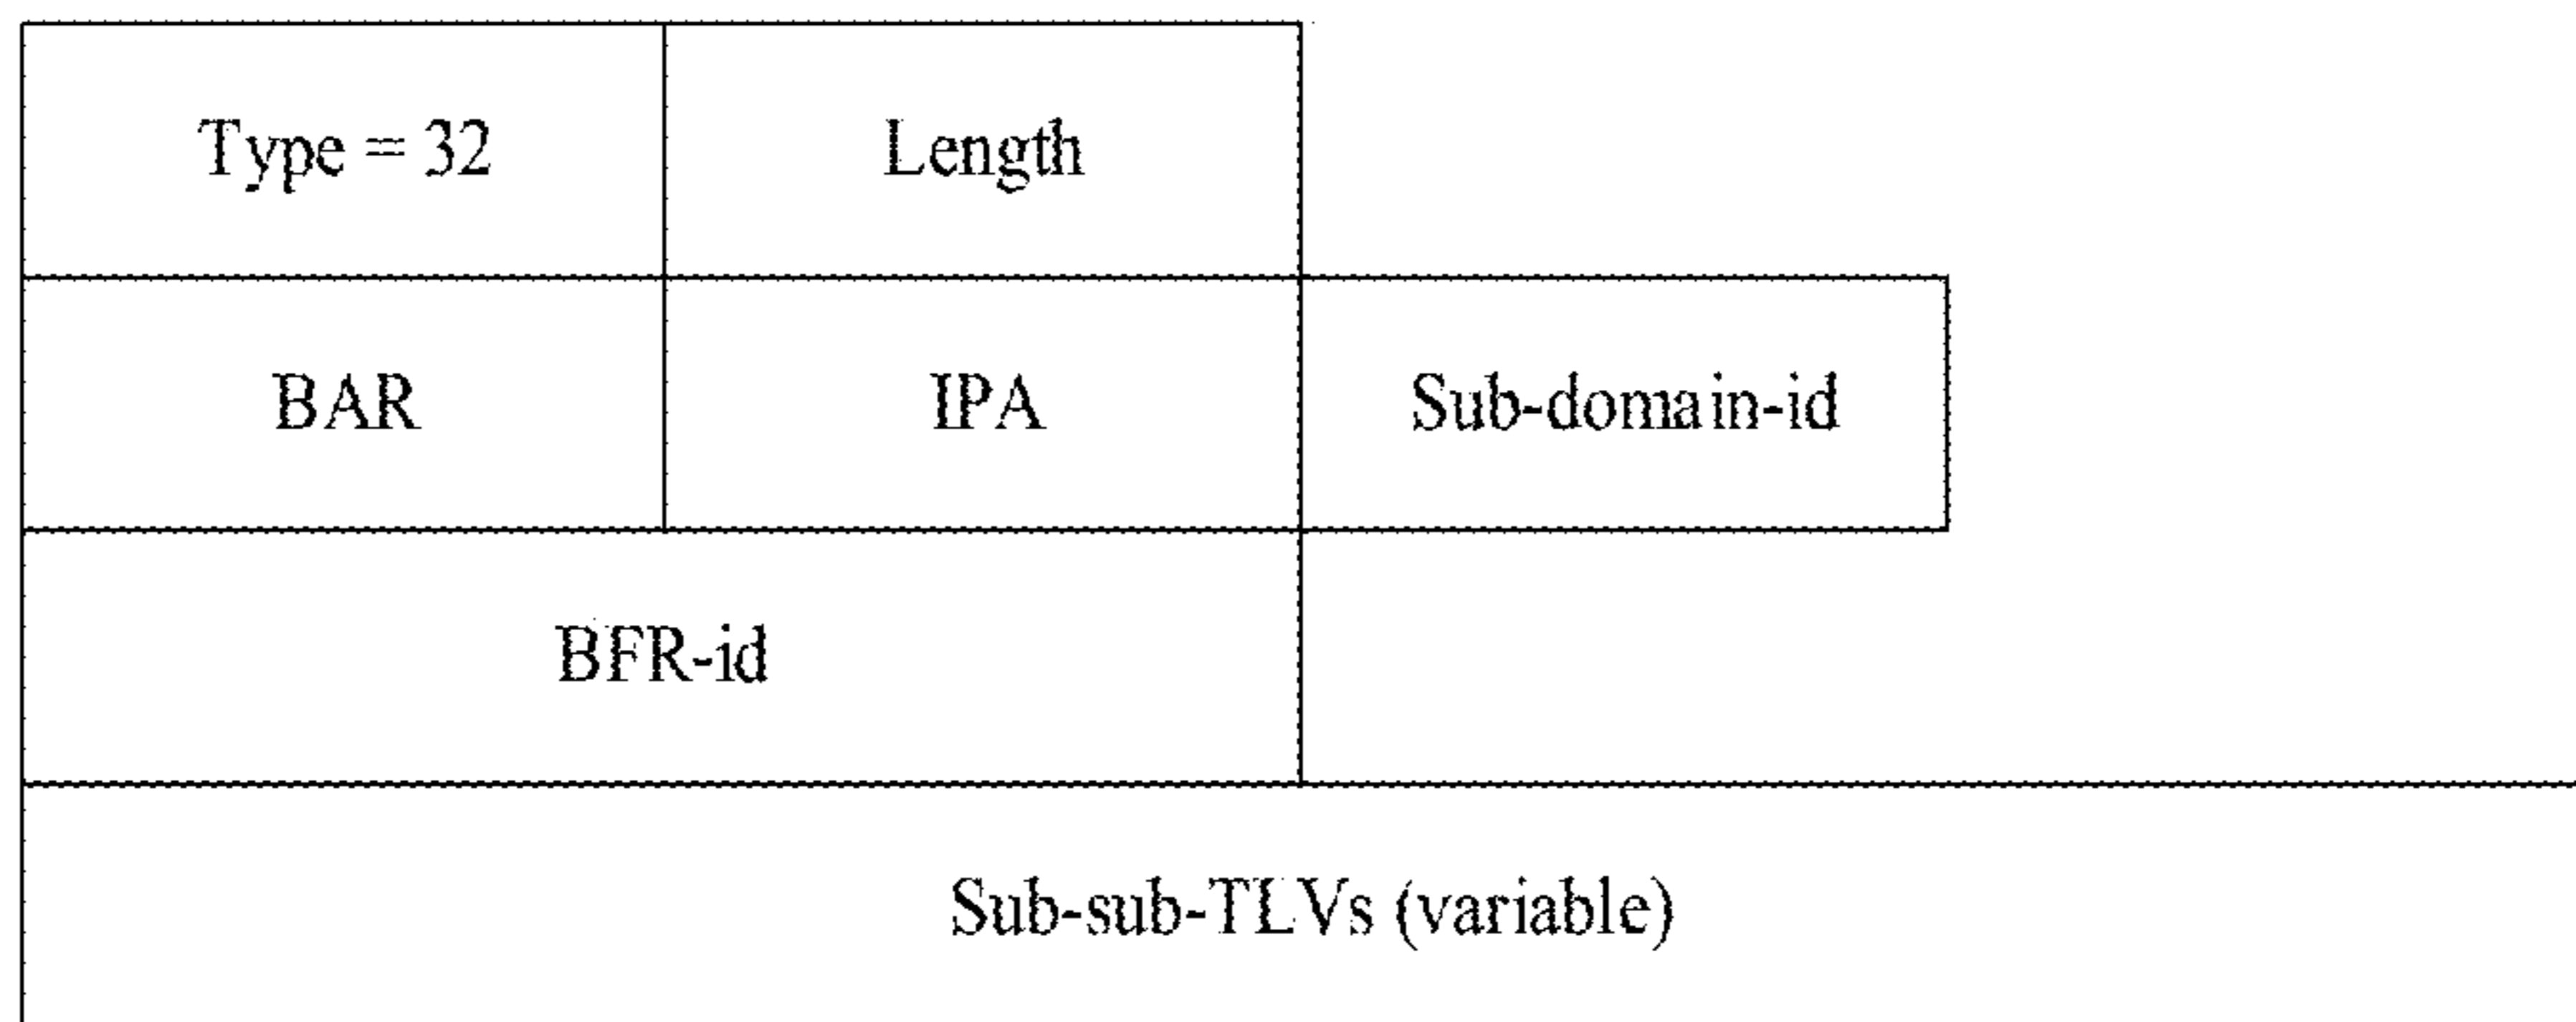 Type = 32 Length
BAR IPA Sub-domain-id
BFR-id
Sub-sub-TLVs (variable)